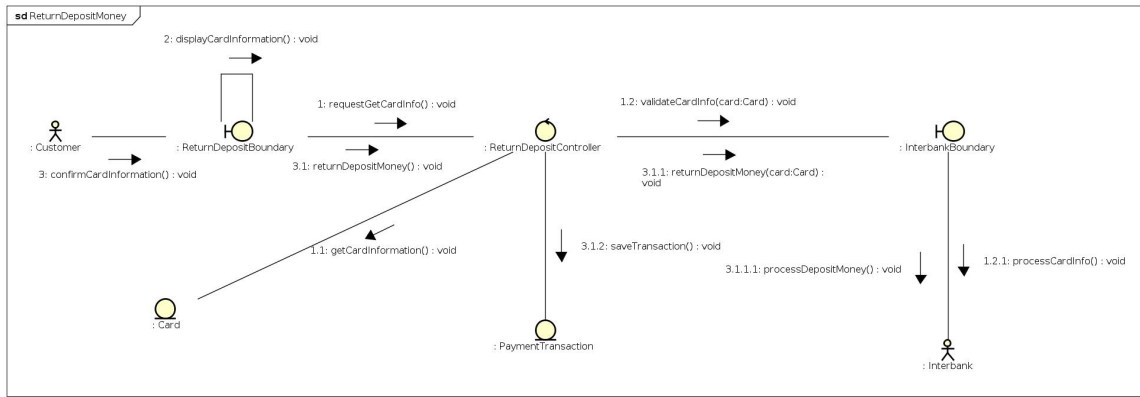 sd ReturnDepositMoney
2: displayCardInformation() : void
1: requestGetCardInfo() : void
1.2: validateCardInfo(card:Card) : void
: Customer
: ReturnDepositBoundary
: ReturnDepositController
: InterbankBoundary
3: confirmCardInformation() : void
3.1: returnDepositMoney() : void
3.1.1: returnDepositMoney(card:Card) :
void
1.1: getCardInformation() : void
3.1.2: saveTransaction() : void
3.1.1.1: processDepositMoney() : void
1.2.1: processCardInfo() : void
: Card
: PaymentTransaction
: Interbank